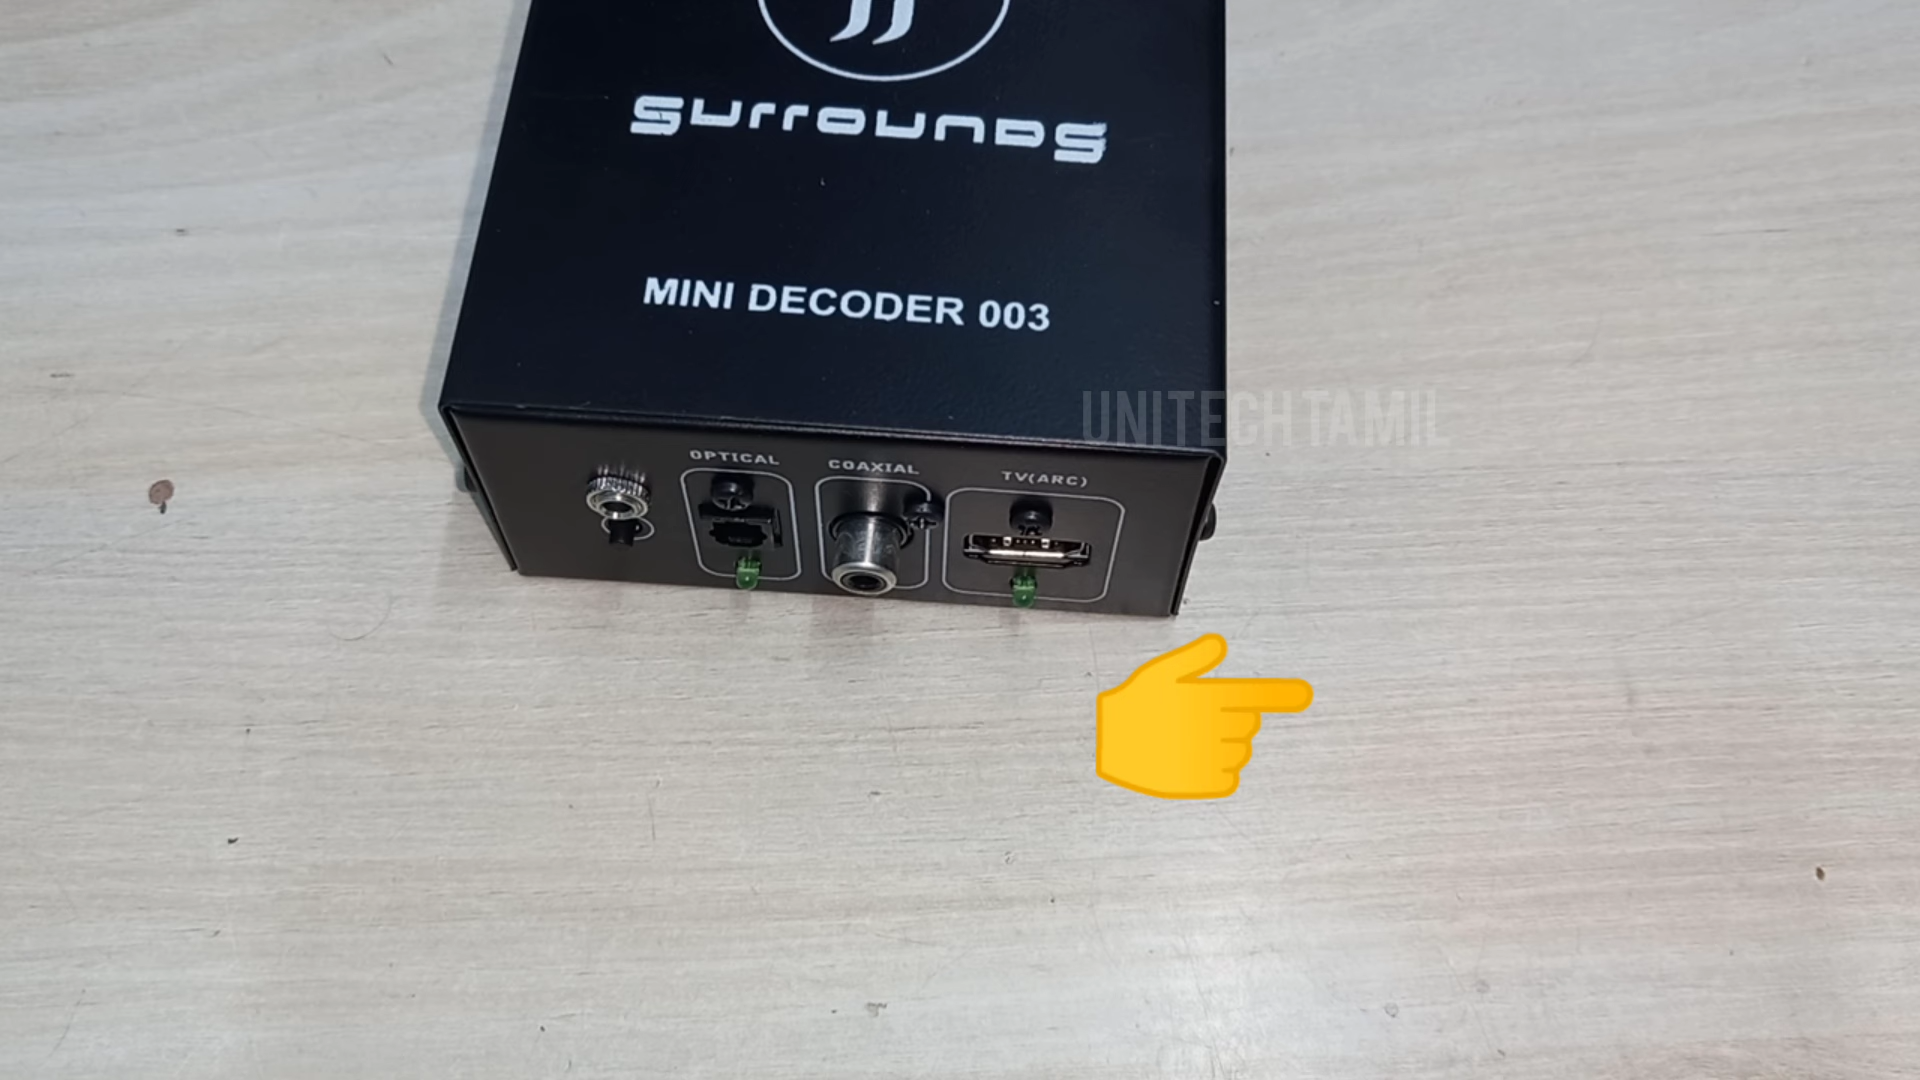 SURROUNDS
MINI DECODER 003
UNITECH TAMIL
OPTICAL
COAXIAL
TV(ARC)